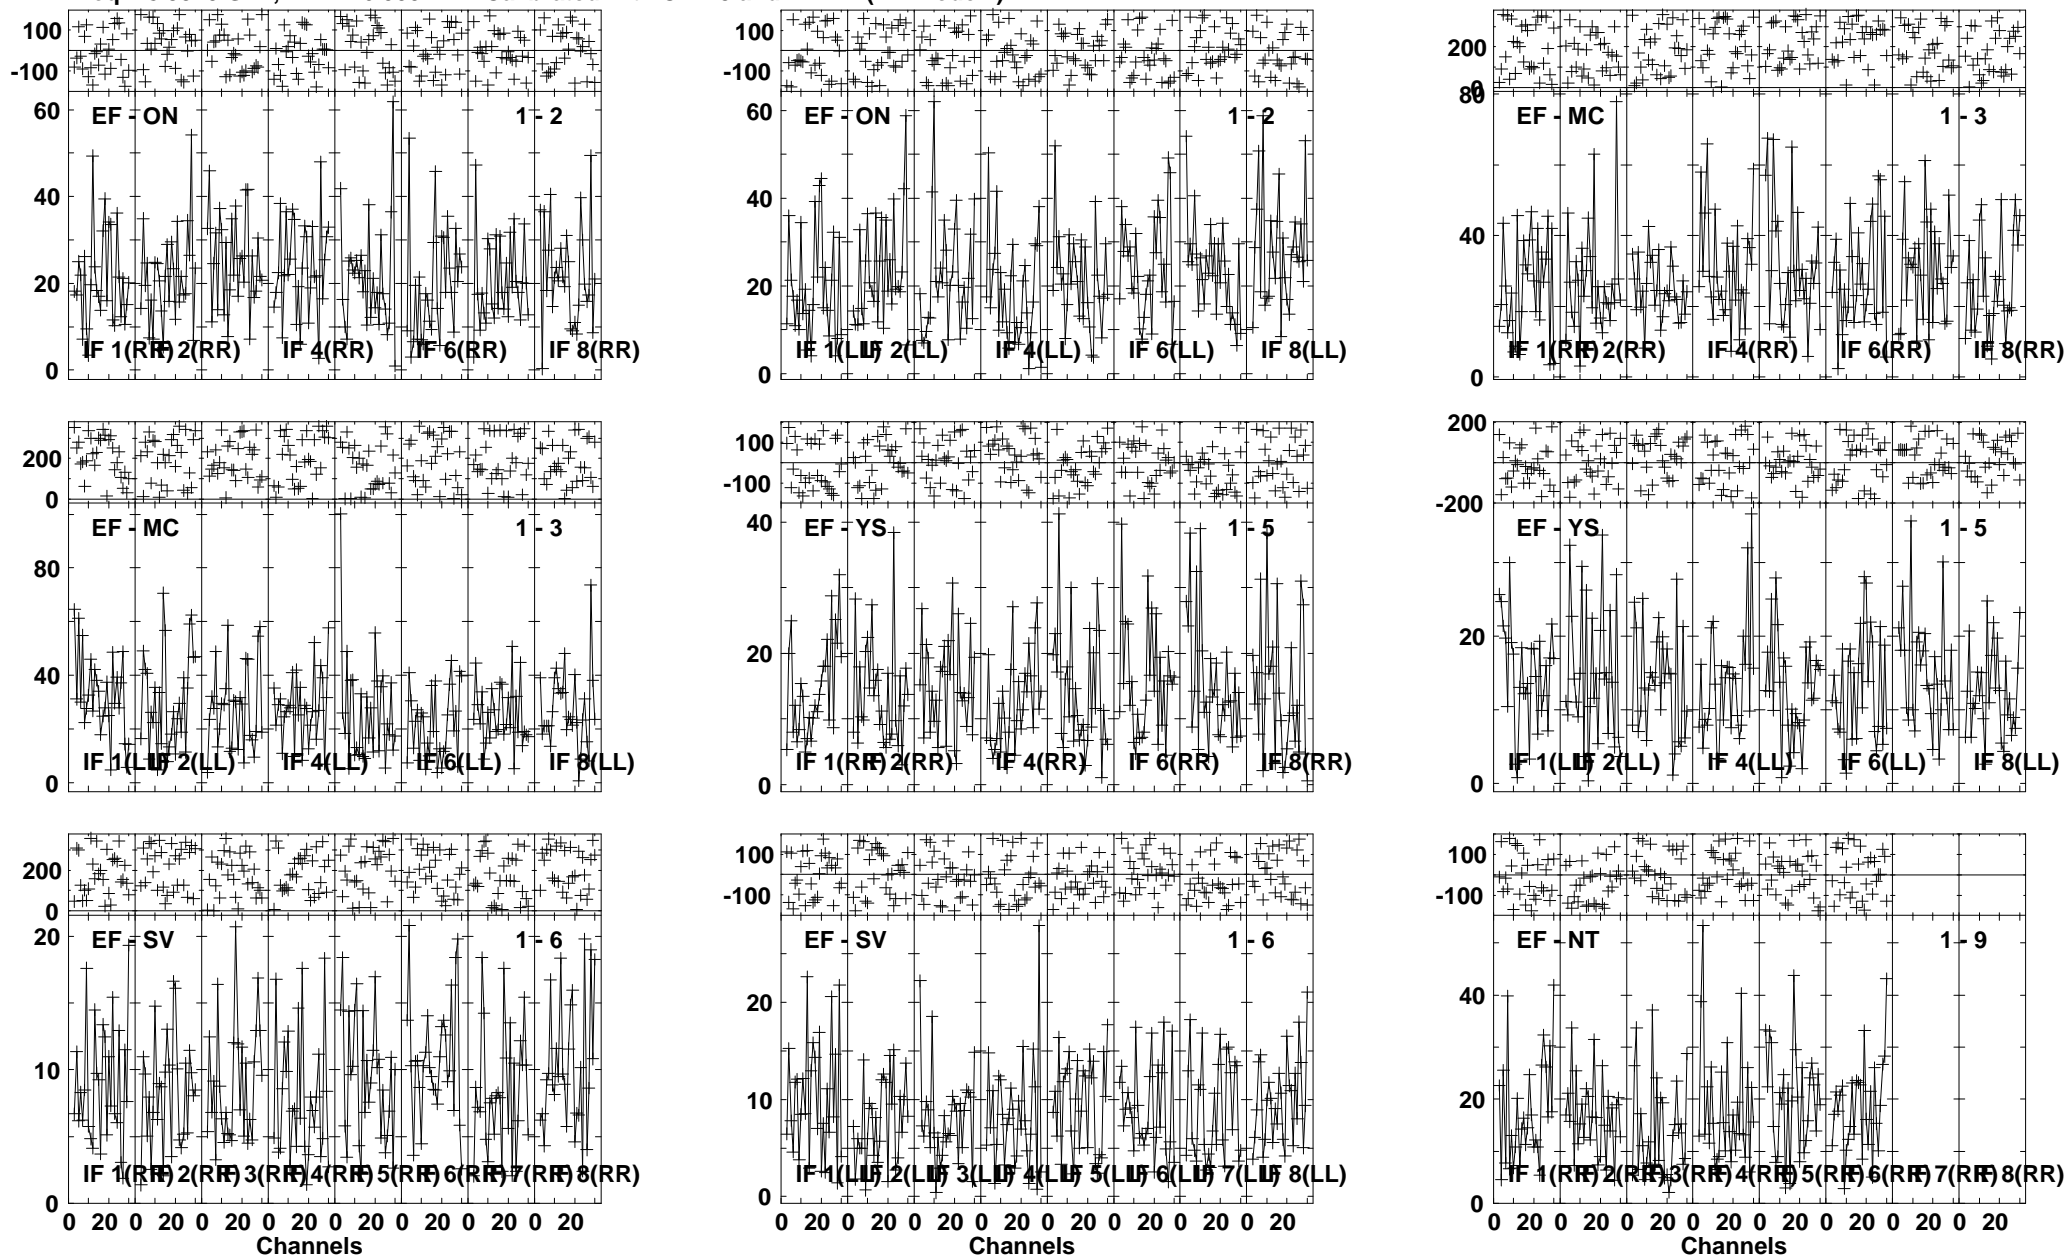 100
-100
60
40
20
0
EF - ON
1 - 2
IF 1(RR)
IF 2(RR)
IF 4(RR)
IF 6(RR)
IF 8(RR)
100
-100
60
40
20
0
EF - ON
1 - 2
IF 1(LL)
IF 2(LL)
IF 4(LL)
IF 6(LL)
IF 8(LL)
200
0
80
40
0
EF - MC
1 - 3
IF 1(RR)
IF 2(RR)
IF 4(RR)
IF 6(RR)
IF 8(RR)
200
0
80
40
0
EF - MC
1 - 3
IF 1(LL)
IF 2(LL)
IF 4(LL)
IF 6(LL)
IF 8(LL)
100
-100
40
20
0
EF - YS
1 - 5
IF 1(RR)
IF 2(RR)
IF 4(RR)
IF 6(RR)
IF 8(RR)
200
-200
20
0
EF - YS
1 - 5
IF 1(LL)
IF 2(LL)
IF 4(LL)
IF 6(LL)
IF 8(LL)
200
0
20
10
0
EF - SV
1 - 6
IF 1(RR)
IF 2(RR)
IF 3(RR)
IF 4(RR)
IF 5(RR)
IF 6(RR)
IF 7(RR)
IF 8(RR)
0 20 0 20 0 20 0 20 0 20 0 20 0 20 0 20
Channels
100
-100
20
10
0
EF - SV
1 - 6
IF 1(LL)
IF 2(LL)
IF 3(LL)
IF 4(LL)
IF 5(LL)
IF 6(LL)
IF 7(LL)
IF 8(LL)
0 20 0 20 0 20 0 20 0 20 0 20 0 20 0 20
Channels
100
-100
40
20
0
EF - NT
1 - 9
IF 1(RR)
IF 2(RR)
IF 3(RR)
IF 4(RR)
IF 5(RR)
IF 6(RR)
IF 7(RR)
IF 8(RR)
0 20 0 20 0 20 0 20 0 20 0 20 0 20 0 20
Channels